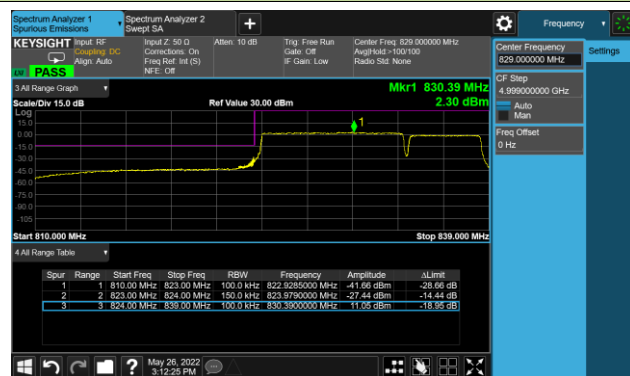 Spectrum Analyzer 1
Spurious Emissions
Spectrum Analyzer 2
Swept SA
Frequency
KEYSIGHT
Input: RF
Coupling: DC
Align: Auto
Input Z: 50 Ω
Corrections: On
Freq Ref: Int (S)
NFE: Off
Atten: 10 dB
Trig: Free Run
Gate: Off
IF Gain: Low
Center Freq: 829.000000 MHz
Avg|Hold:>100/100
Radio Std: None
PASS
Center Frequency
829.000000 MHz
Settings
CF Step
4.999000000 GHz
Auto
Man
Freq Offset
0 Hz
3 All Range Graph
Mkr1 830.39 MHz
Scale/Div 15.0 dB
Ref Value 30.00 dBm
2.30 dBm
Log
15.0
0.00
-15.0
-30.0
-45.0
-60.0
-75.0
-90.0
-105
1
Start 810.000 MHz
Stop 839.000 MHz
4 All Range Table
Spur Range Start Freq Stop Freq RBW Frequency Amplitude ΔLimit
1 1 810.00 MHz 823.00 MHz 100.0 kHz 822.9285000 MHz -41.66 dBm -28.66 dB
2 2 823.00 MHz 824.00 MHz 150.0 kHz 823.9790000 MHz -27.44 dBm -14.44 dB
3 3 824.00 MHz 839.00 MHz 100.0 kHz 830.3900000 MHz 11.05 dBm -18.95 dB
?
May 26, 2022
3:12:25 PM